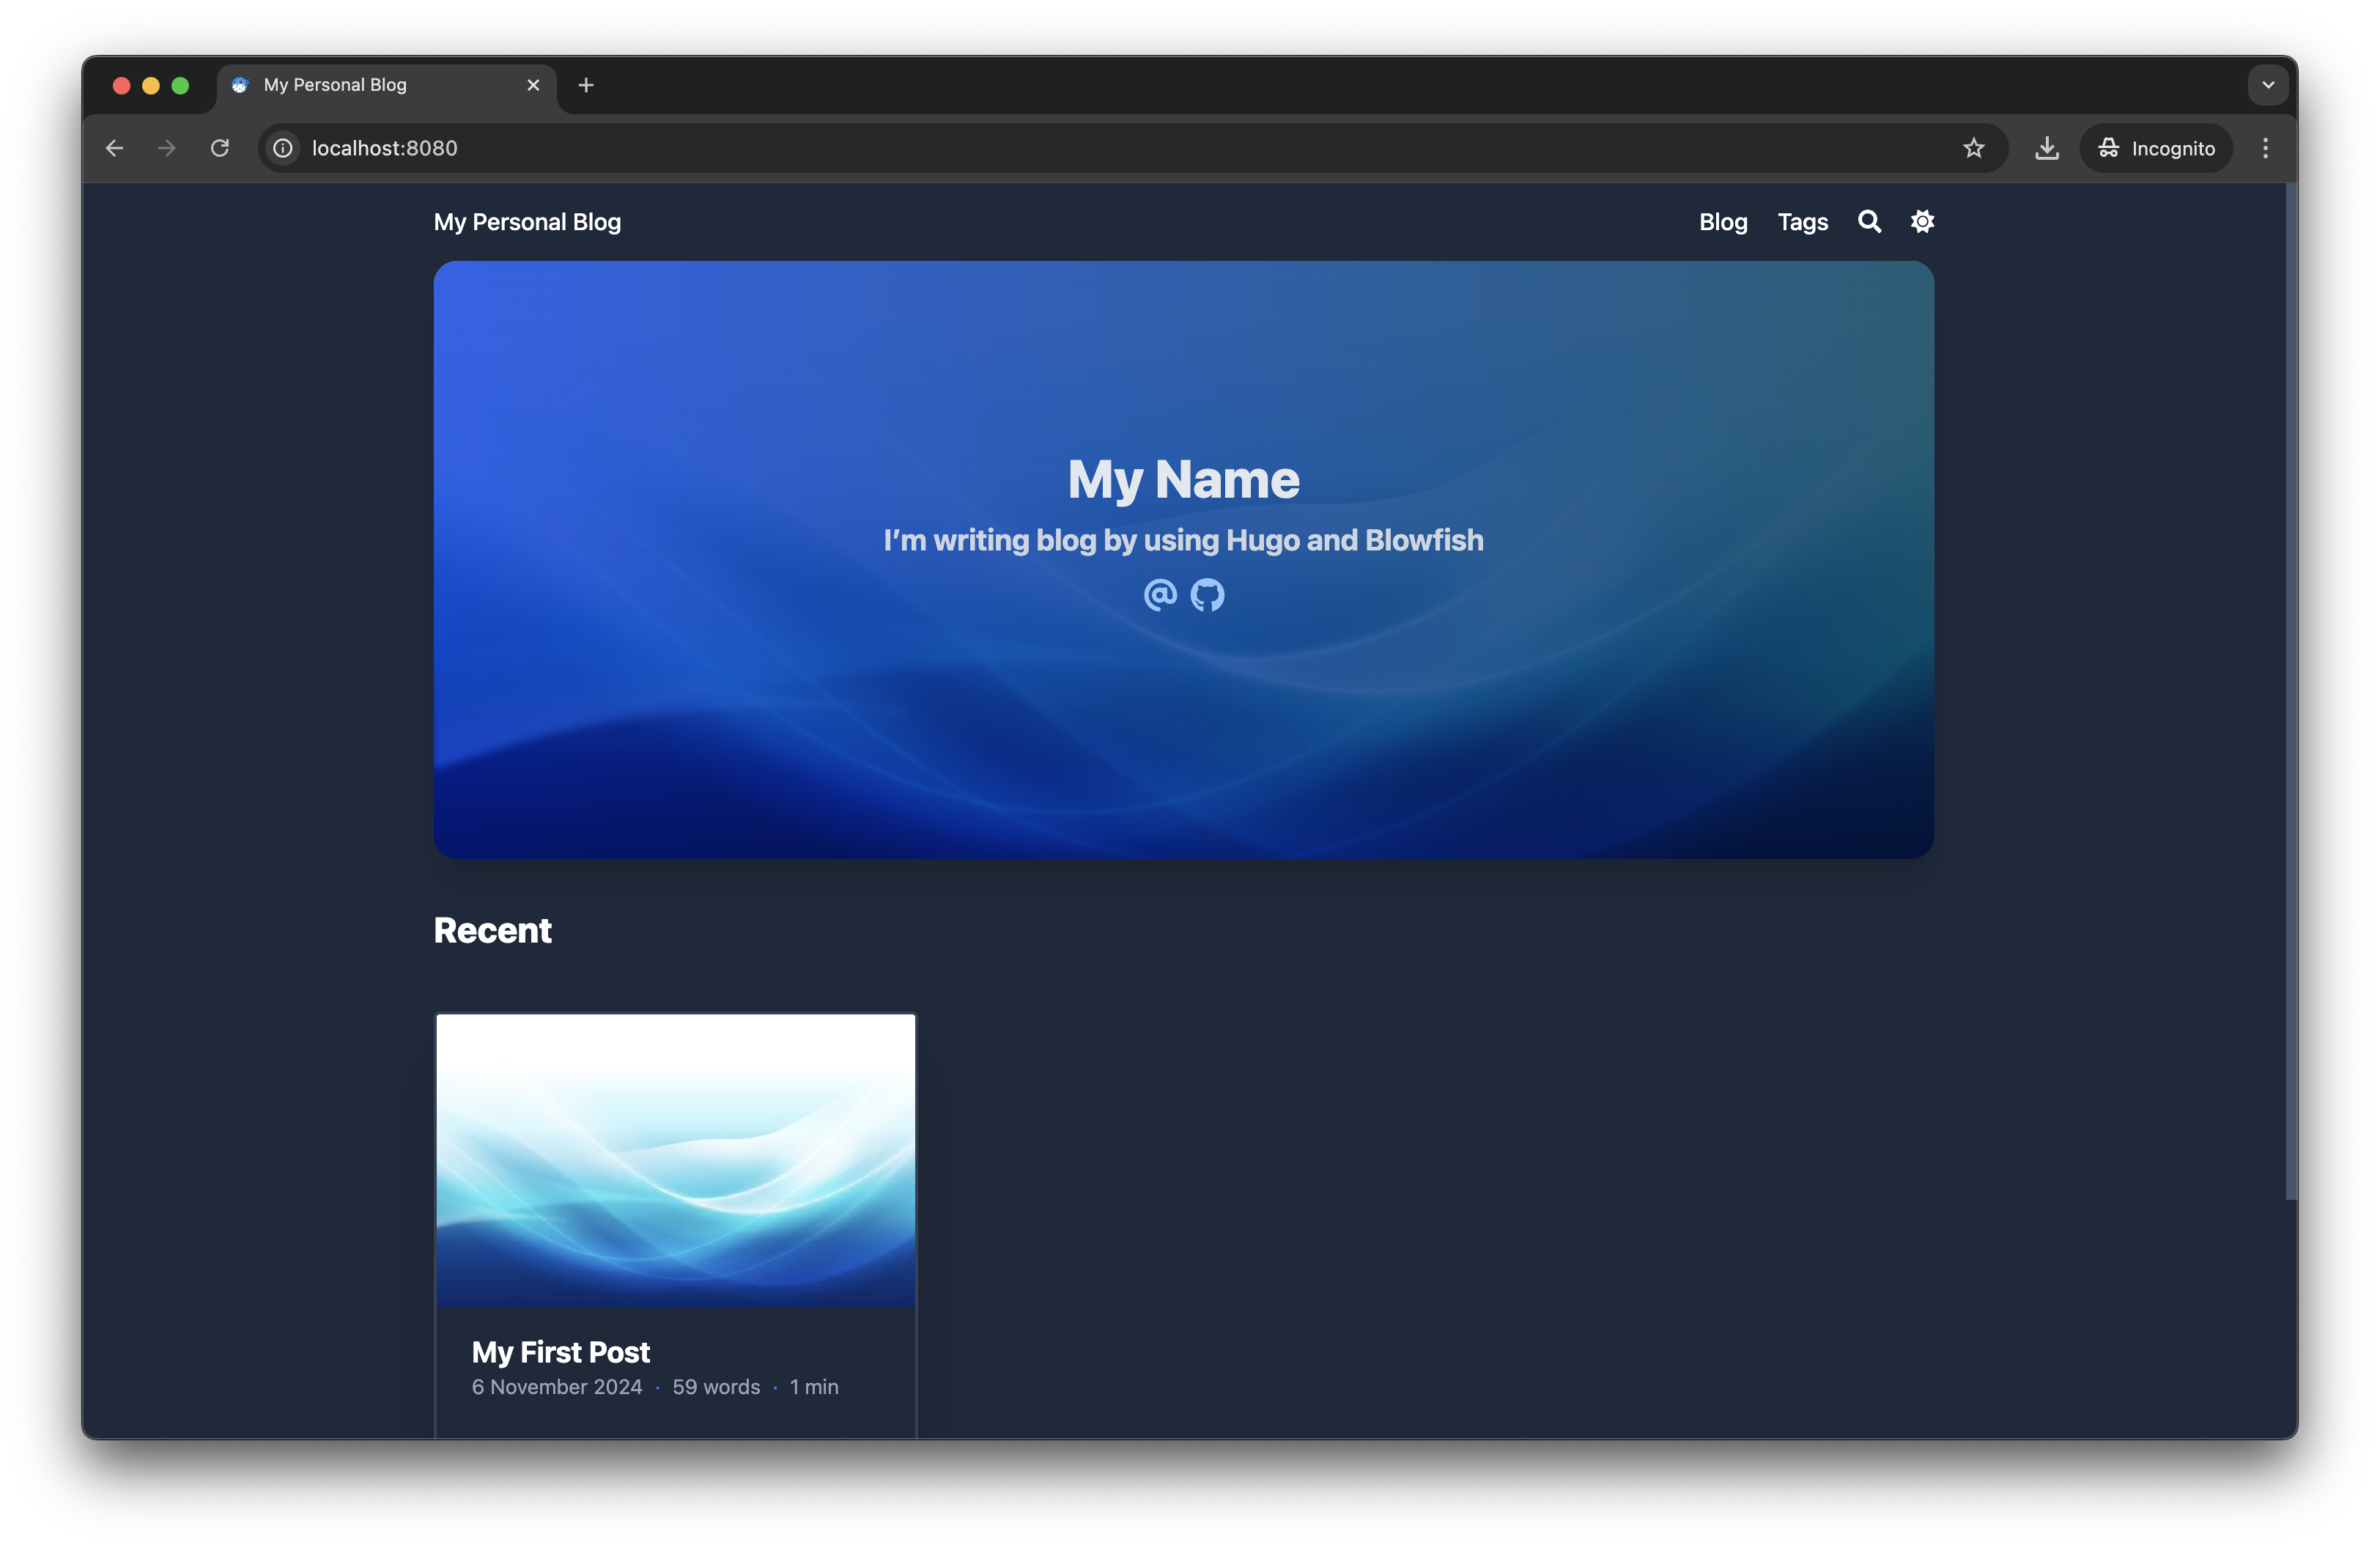 My Personal Blog
localhost:8080
Incognito
My Personal Blog
Blog Tags
My Name
I’m writing blog by using Hugo and Blowfish
Recent
My First Post
6 November 2024 · 59 words · 1 min